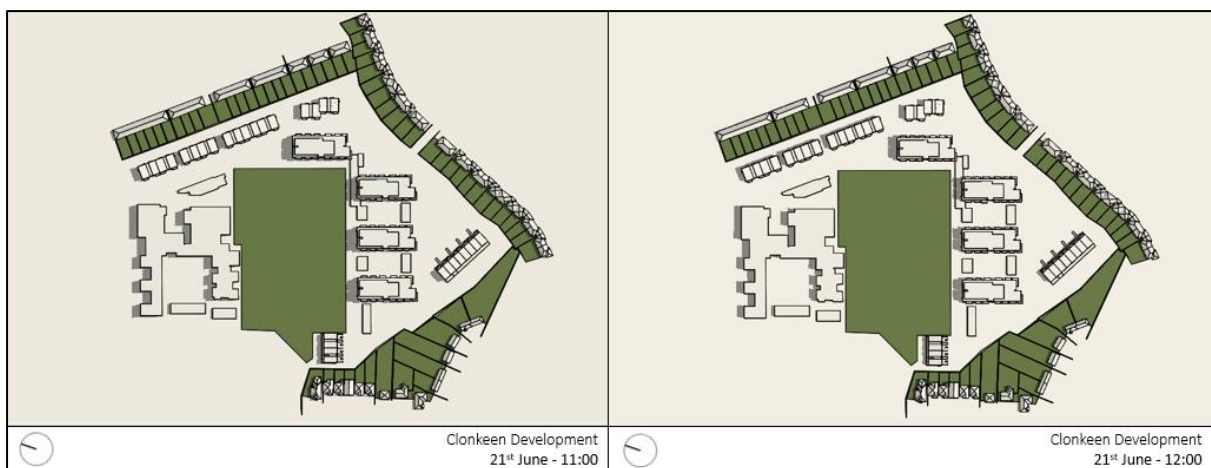 Clonkeen Development
21st June - 11:00
Clonkeen Development
21st June - 12:00